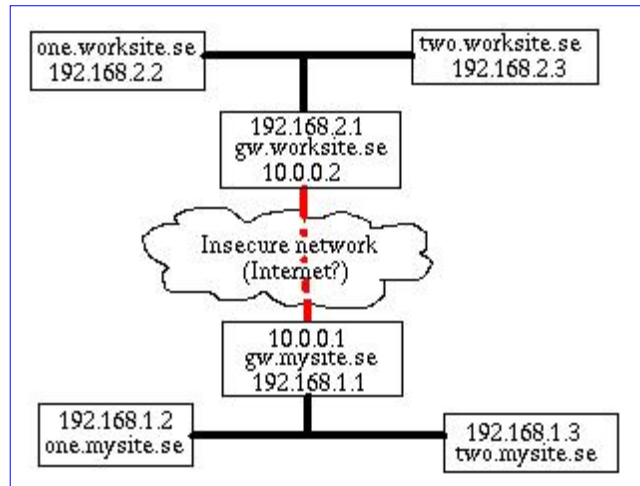 one.worksite.se
192.168.2.2
two.worksite.se
192.168.2.3
192.168.2.1
gw.worksite.se
10.0.0.2
Insecure network
(Internet?)
10.0.0.1
gw.mysite.se
192.168.1.1
192.168.1.2
one.mysite.se
192.168.1.3
two.mysite.se